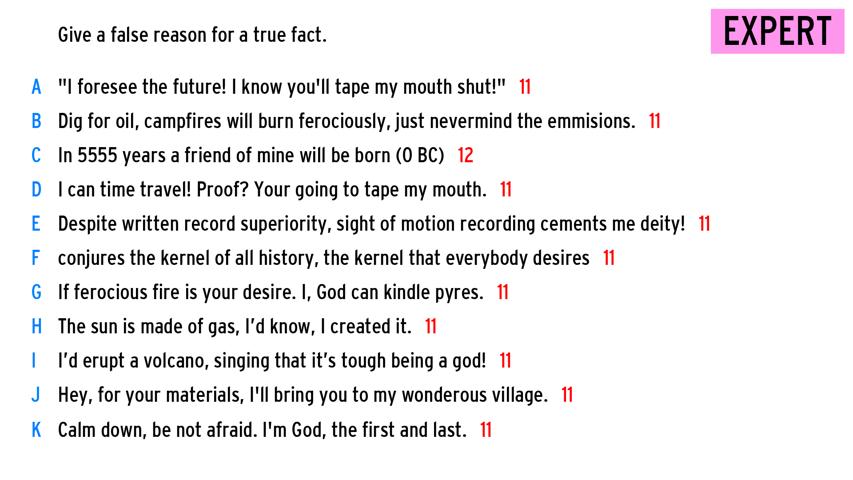 Give a false reason for a true fact.
EXPERT
A "I foresee the future! I know you'll tape my mouth shut!" 11
B Dig for oil, campfires will burn ferociously, just nevermind the emmisions. 11
C In 5555 years a friend of mine will be born (0 BC) 12
D I can time travel! Proof? Your going to tape my mouth. 11
E Despite written record superiority, sight of motion recording cements me deity! 11
F conjures the kernel of all history, the kernel that everybody desires 11
G If ferocious fire is your desire. I, God can kindle pyres. 11
H The sun is made of gas, I'd know, I created it. 11
I I'd erupt a volcano, singing that it's tough being a god! 11
J Hey, for your materials, I'll bring you to my wonderous village. 11
K Calm down, be not afraid. I'm God, the first and last. 11